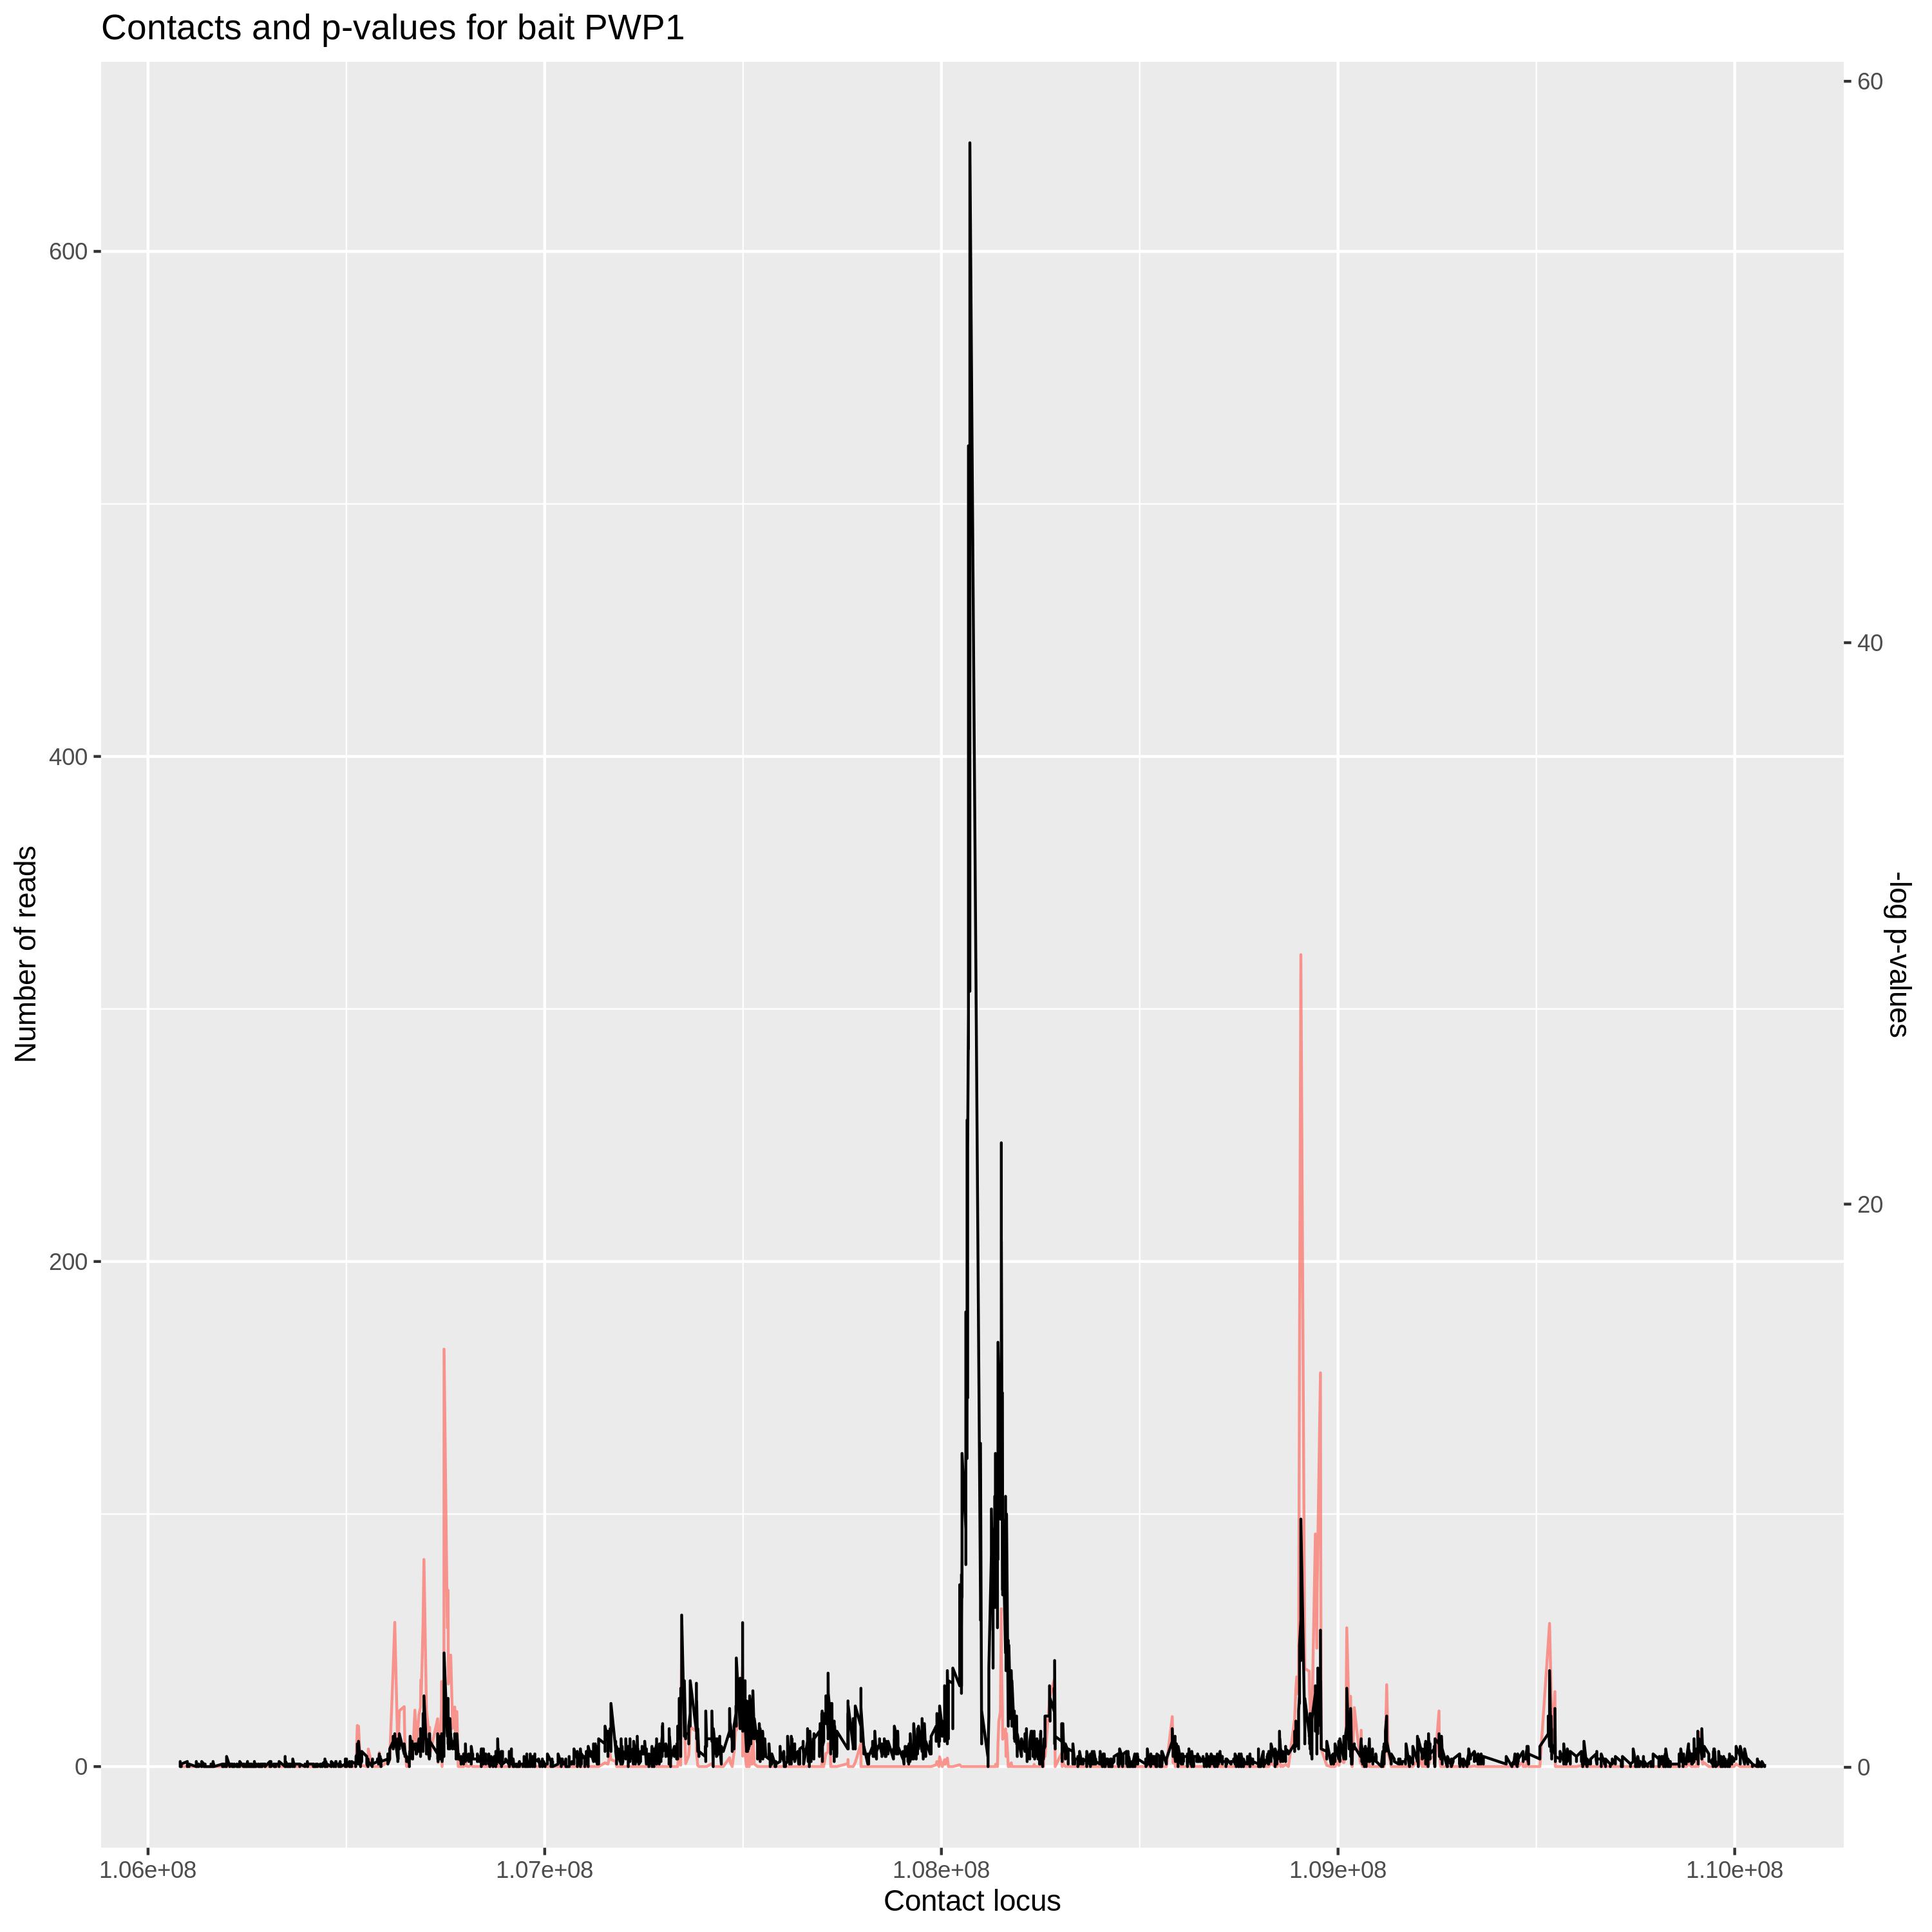 Contacts and p-values for bait PWP1
600
400
200
0
Number of reads
60
40
20
0
-log p-values
1.06e+08
1.07e+08
1.08e+08
1.09e+08
1.10e+08
Contact locus